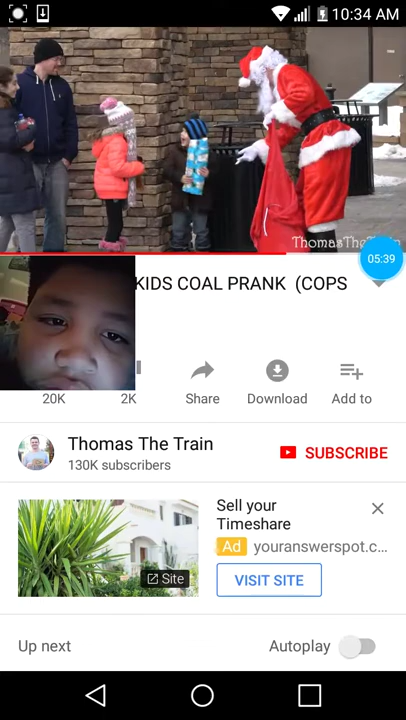 10:34 AM
ThomasTheTrain
05:39
KIDS COAL PRANK (COPS
20K
2K
Share
Download
Add to
Thomas The Train
130K subscribers
SUBSCRIBE
Sell your
Timeshare
Ad youranswerspot.c...
Site
VISIT SITE
Up next
Autoplay